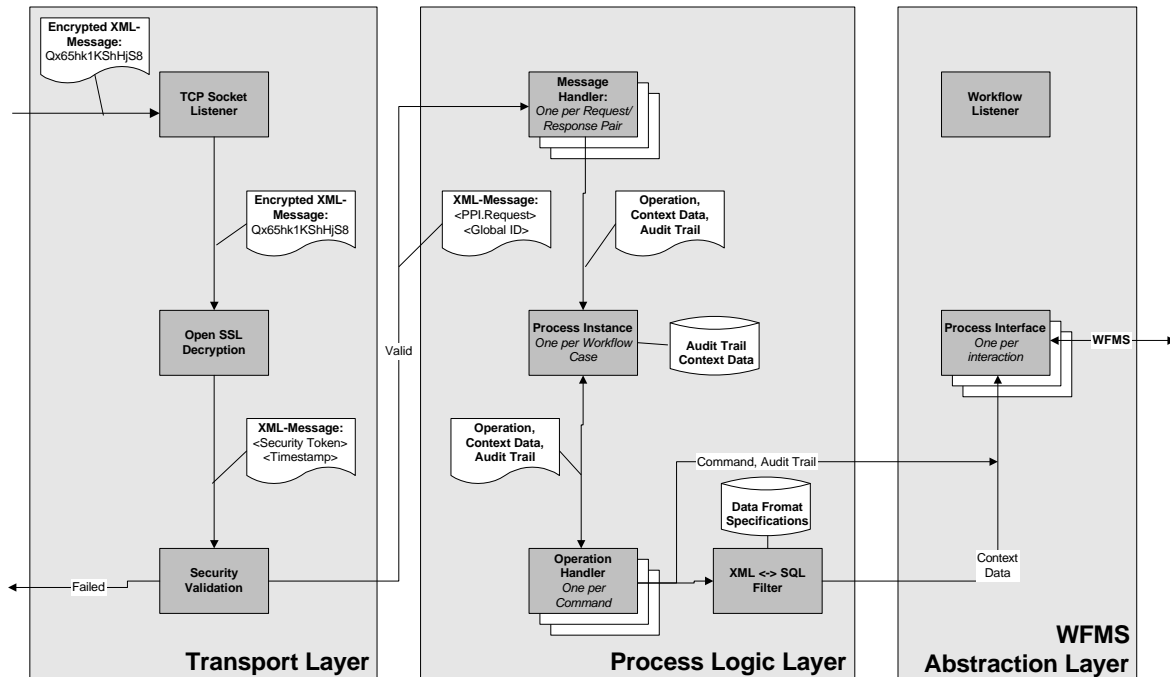 Encrypted XML-
Message:
Qx65hk1KShHjS8
TCP Socket
Listener
Encrypted XML-
Message:
Qx65hk1KShHjS8
Open SSL
Decryption
XML-Message:
<Security Token>
<Timestamp>
Security
Validation
Failed
Transport Layer
Valid
Message
Handler:
One per Request/
Response Pair
XML-Message:
<PPI.Request>
<Global ID>
Operation,
Context Data,
Audit Trail
Process Instance
One per Workflow
Case
Audit Trail
Context Data
Operation,
Context Data,
Audit Trail
Command, Audit Trail
Data Fromat
Specifications
Operation
Handler
One per
Command
XML <-> SQL
Filter
Process Logic Layer
Workflow
Listener
Process Interface
One per
interaction
WFMS
Context
Data
WFMS
Abstraction Layer